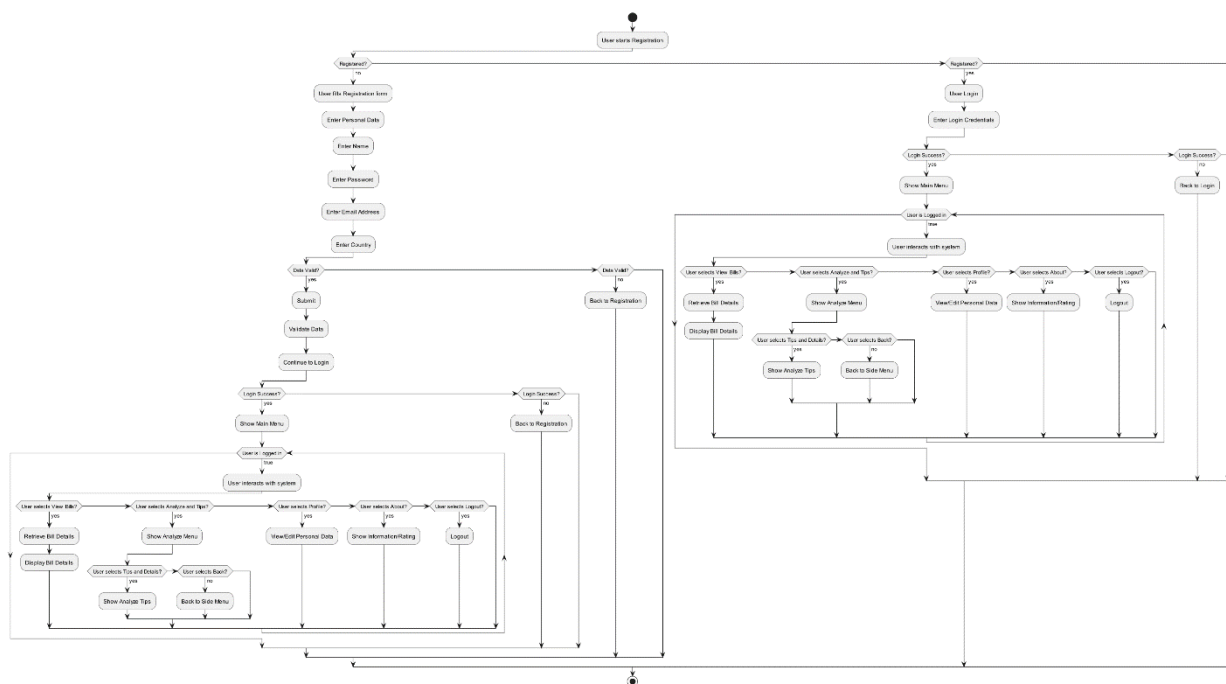 User starts Registration
Registered?
no
User fills Registration form
Enter Personal Data
Enter Name
Enter Password
Enter Email Address
Enter Country
Data Valid?
yes
Submit
Validate Data
Continue to Login
Login Success?
yes
Show Main Menu
User is Logged in
true
User interacts with system
User selects View Bills?
yes
Retrieve Bill Details
Display Bill Details
User selects Analyze and Tips?
yes
Show Analyze Menu
User selects Tips and Details?
yes
Show Analyze Tips
User selects Back?
no
Back to Side Menu
User selects Profile?
yes
View/Edit Personal Data
User selects About?
yes
Show Information/Rating
User selects Logout?
yes
Logout
Login Success?
no
Back to Registration
Data Valid?
no
Back to Registration
Registered?
yes
User Login
Enter Login Credentials
Login Success?
yes
Show Main Menu
User is Logged in
true
User interacts with system
User selects View Bills?
yes
Retrieve Bill Details
Display Bill Details
User selects Analyze and Tips?
yes
Show Analyze Menu
User selects Tips and Details?
yes
Show Analyze Tips
User selects Back?
no
Back to Side Menu
User selects Profile?
yes
View/Edit Personal Data
User selects About?
yes
Show Information/Rating
User selects Logout?
yes
Logout
Login Success?
no
Back to Login